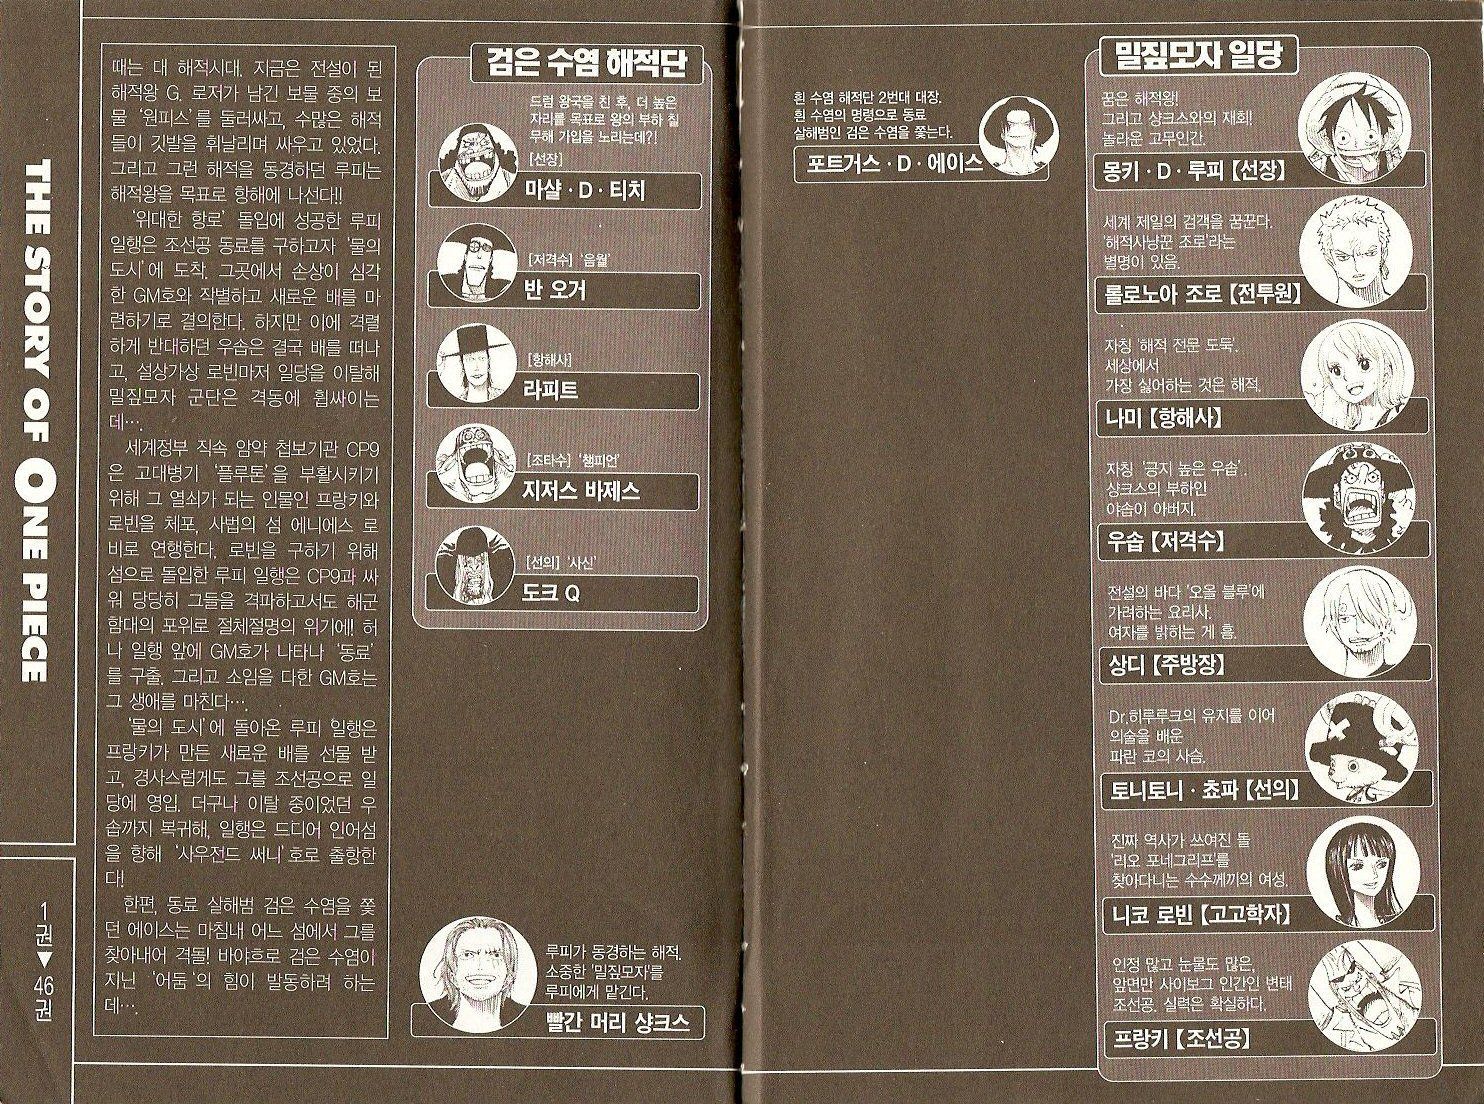 THE STORY OF ONE PIECE
1권▶46권
때는 대 해적시대. 지금은 전설이 된
해적왕 G. 로저가 남긴 보물 중의 보
물 '원피스'를 둘러싸고, 수많은 해적
들이 깃발을 휘날리며 싸우고 있었다.
그리고 그런 해적을 동경하던 루피는
해적왕을 목표로 항해에 나선다!!
'위대한 항로' 돌입에 성공한 루피
일행은 조선공 동료를 구하고자 '물의
도시'에 도착, 그곳에서 손상이 심각
한 GM호와 작별하고 새로운 배를 마
련하기로 결의한다. 하지만 이에 격렬
하게 반대하던 우솝은 결국 배를 떠나
고, 설상가상 로빈마저 일당을 이탈해
밀짚모자 군단은 격동에 휩싸이는
데….
세계정부 직속 암약 첩보기관 CP9
은 고대병기 '플루톤'을 부활시키기
위해 그 열쇠가 되는 인물인 프랑키와
로빈을 체포, 사법의 섬 에니에스 로
비로 연행한다. 로빈을 구하기 위해
섬으로 돌입한 루피 일행은 CP9과 싸
워 당당히 그들을 격파하고서도 해군
함대의 포위로 절체절명의 위기에! 허
나 일행 앞에 GM호가 나타나 '동료'
를 구출. 그리고 소임을 다한 GM호는
그 생애를 마친다….
'물의 도시'에 돌아온 루피 일행은
프랑키가 만든 새로운 배를 선물 받
고, 경사스럽게도 그를 조선공으로 일
당에 영입. 더구나 이탈 중이었던 우
솝까지 복귀해, 일행은 드디어 인어섬
을 향해 '사우전드 써니'호로 출항한
다!
한편, 동료 살해범 검은 수염을 쫓
던 에이스는 마침내 어느 섬에서 그를
찾아내어 격돌! 바야흐로 검은 수염이
지닌 '어둠'의 힘이 발동하려 하는
데….
검은 수염 해적단
드럼 왕국을 친 후, 더 높은
자리를 목표로 왕의 부하 칠
무해 가입을 노리는데?!
[선장]
마샬·D·티치
[저격수] '음월'
반 오거
[항해사]
라피트
[조타수] '챔피언'
지저스 바제스
[선의] '사신'
도크 Q
루피가 동경하는 해적.
소중한 '밀짚모자'를
루피에게 맡긴다.
빨간 머리 샹크스
흰 수염 해적단 2번대 대장.
흰 수염의 명령으로 동료
살해범인 검은 수염을 쫓는다.
포트거스·D·에이스
밀짚모자 일당
꿈은 해적왕!
그리고 샹크스와의 재회!
놀라운 고무인간.
몽키·D·루피【선장】
세계 제일의 검객을 꿈꾼다.
'해적사냥꾼 조로'라는
별명이 있음.
롤로노아 조로【전투원】
자칭 '해적 전문 도둑'.
세상에서
가장 싫어하는 것은 해적.
나미【항해사】
자칭 '긍지 높은 우솝'.
샹크스의 부하인
야솝이 아버지.
우솝【저격수】
전설의 바다 '오올 블루'에
가려하는 요리사.
여자를 밝히는 게 흠.
상디【주방장】
Dr.히루루크의 유지를 이어
의술을 배운
파란 코의 사슴.
토니토니·쵸파【선의】
진짜 역사가 쓰여진 돌
'리오 포네그리프'를
찾아다니는 수수께끼의 여성.
니코 로빈【고고학자】
인정 많고 눈물도 많은,
앞면만 사이보그 인간인 변태
조선공. 실력은 확실하다.
프랑키【조선공】